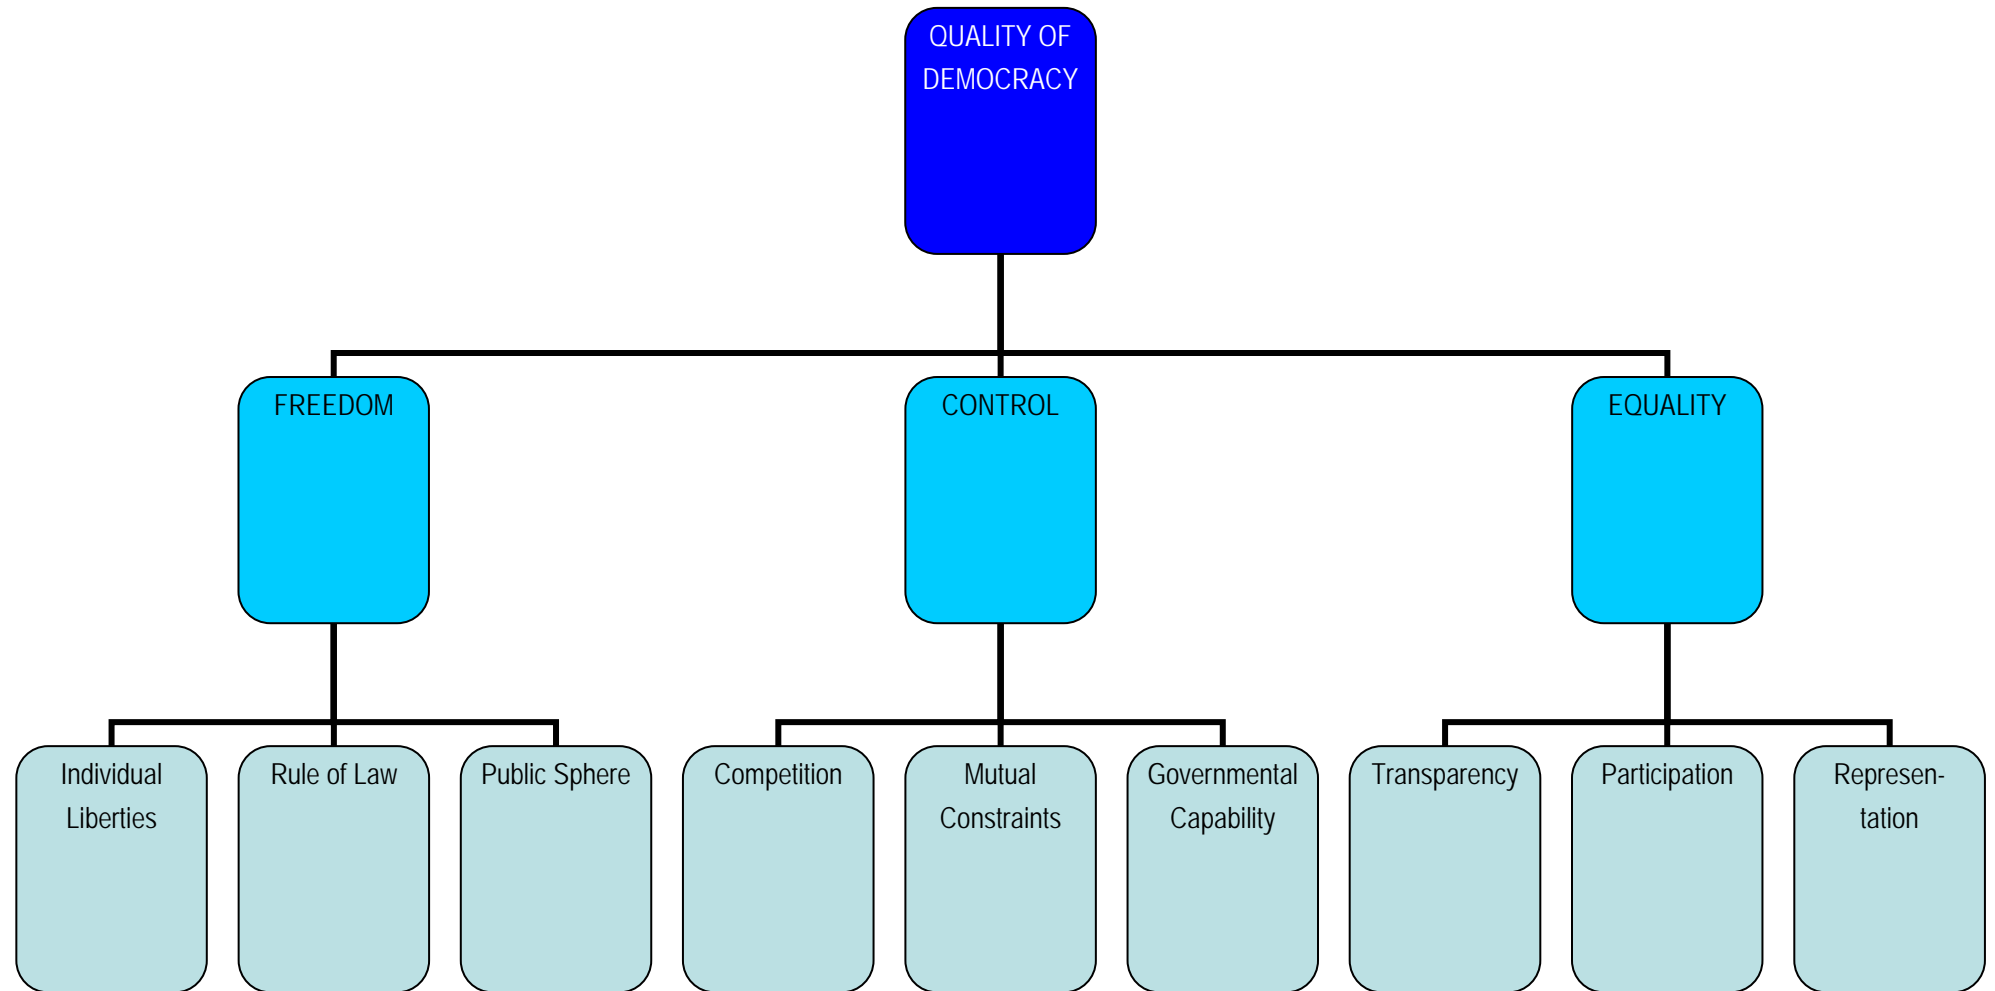 QUALITY OF
DEMOCRACY
FREEDOM
CONTROL
EQUALITY
Individual
Liberties
Rule of Law
Public Sphere
Competition
Mutual
Constraints
Governmental
Capability
Transparency
Participation
Represen-
tation